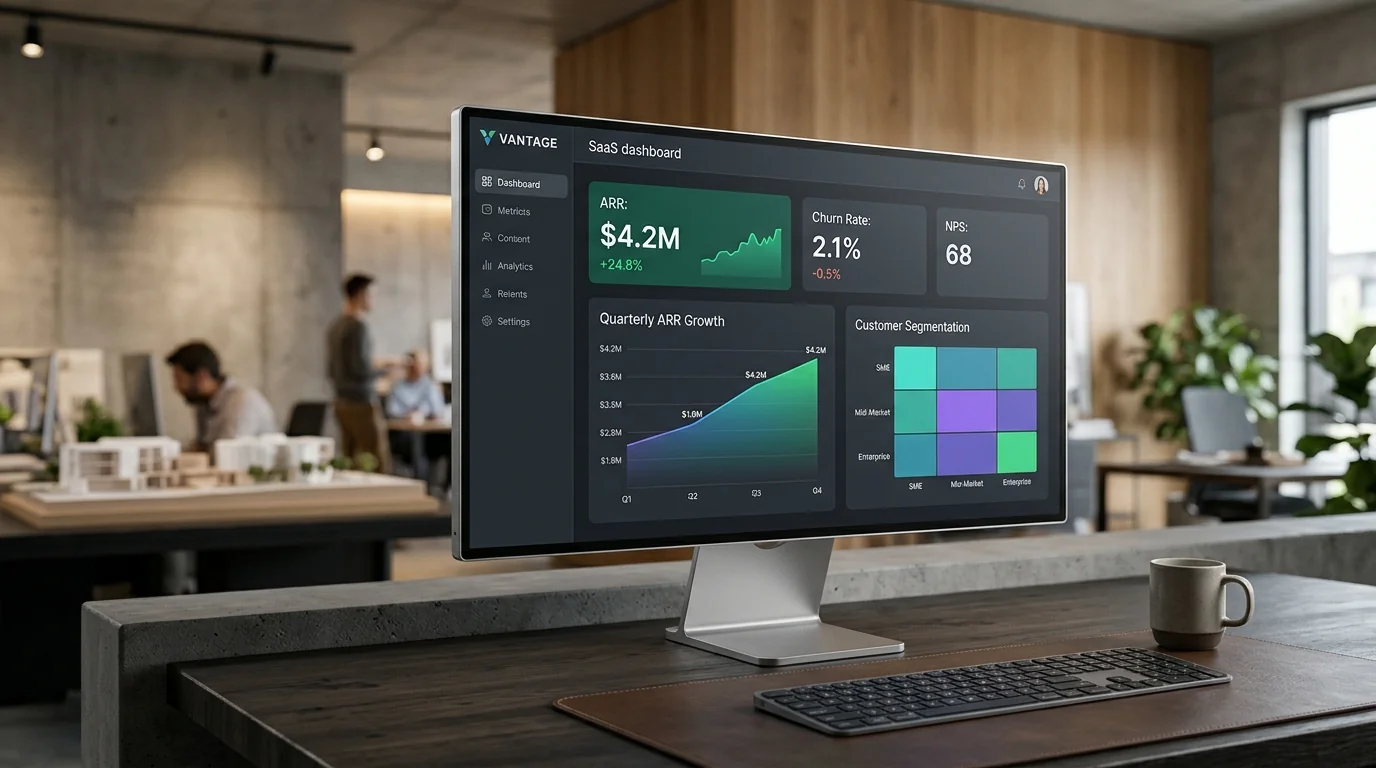 VANTAGE
SaaS dashboard
Dashboard
Metrics
Content
Analytics
Reients
Settings
ARR:
$4.2M
+24.8%
Churn Rate:
2.1%
-0.5%
NPS:
68
Quarterly ARR Growth
$4.2M
$3.6M
$3.5M
$2.8M
$1.8M
$1.9M
$4.2M
$4.2M
Q1
Q2
Q3
Q4
Customer Segmentation
SME
Mid Market
Enterprise
SME
Mid-Market
Enterprise